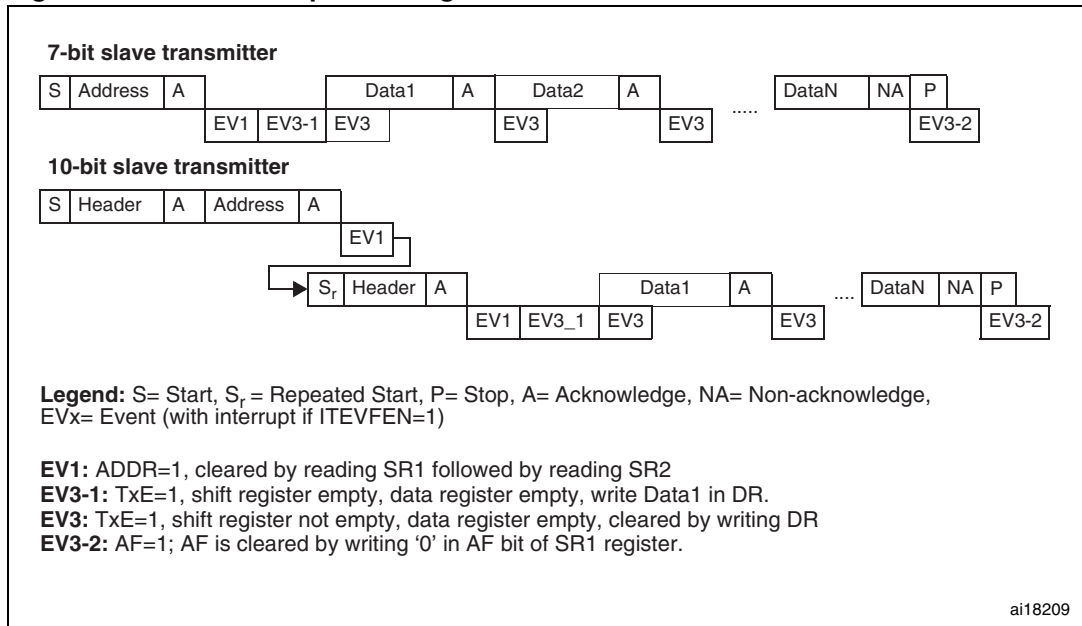 7-bit slave transmitter
S Address A Data1 A Data2 A ..... DataN NA P
EV1 EV3-1 EV3 EV3 EV3 EV3-2
10-bit slave transmitter
S Header A Address A
EV1
Sr Header A Data1 A .... DataN NA P
EV1 EV3_1 EV3 EV3 EV3-2
Legend: S= Start, Sr = Repeated Start, P= Stop, A= Acknowledge, NA= Non-acknowledge,
EVx= Event (with interrupt if ITEVFEN=1)
EV1: ADDR=1, cleared by reading SR1 followed by reading SR2
EV3-1: TxE=1, shift register empty, data register empty, write Data1 in DR.
EV3: TxE=1, shift register not empty, data register empty, cleared by writing DR
EV3-2: AF=1; AF is cleared by writing ‘0’ in AF bit of SR1 register.
ai18209